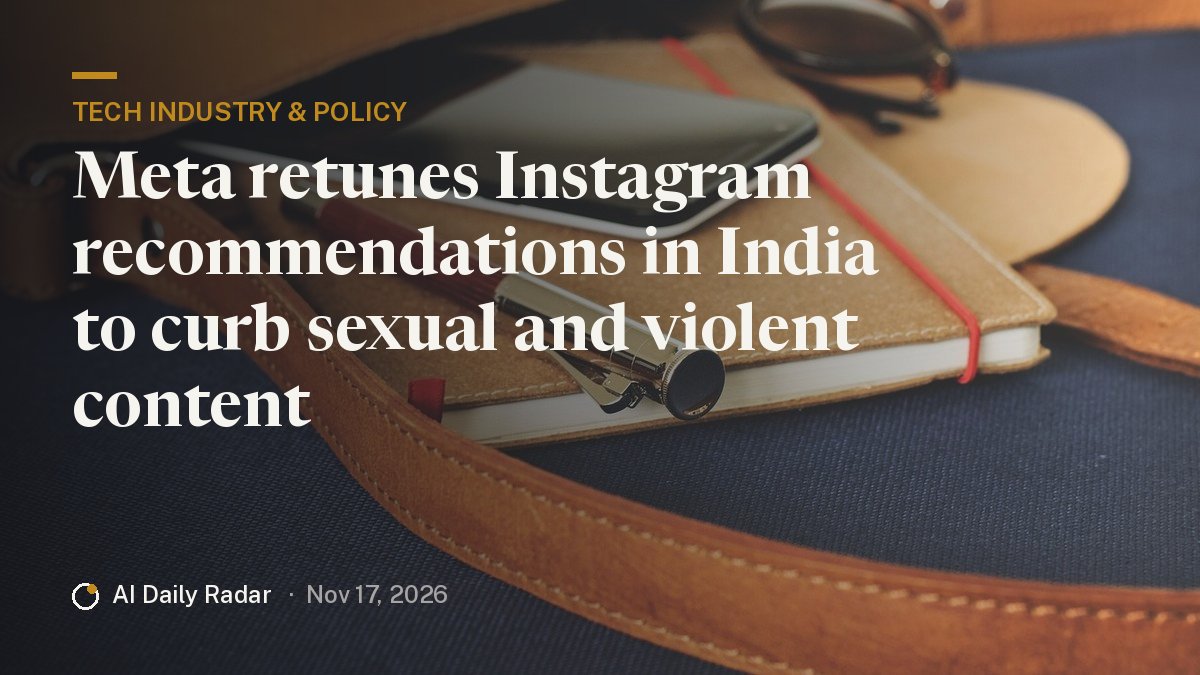 TECH INDUSTRY & POLICY
Meta retunes Instagram
recommendations in India
to curb sexual and violent
content
AI Daily Radar · Nov 17, 2026